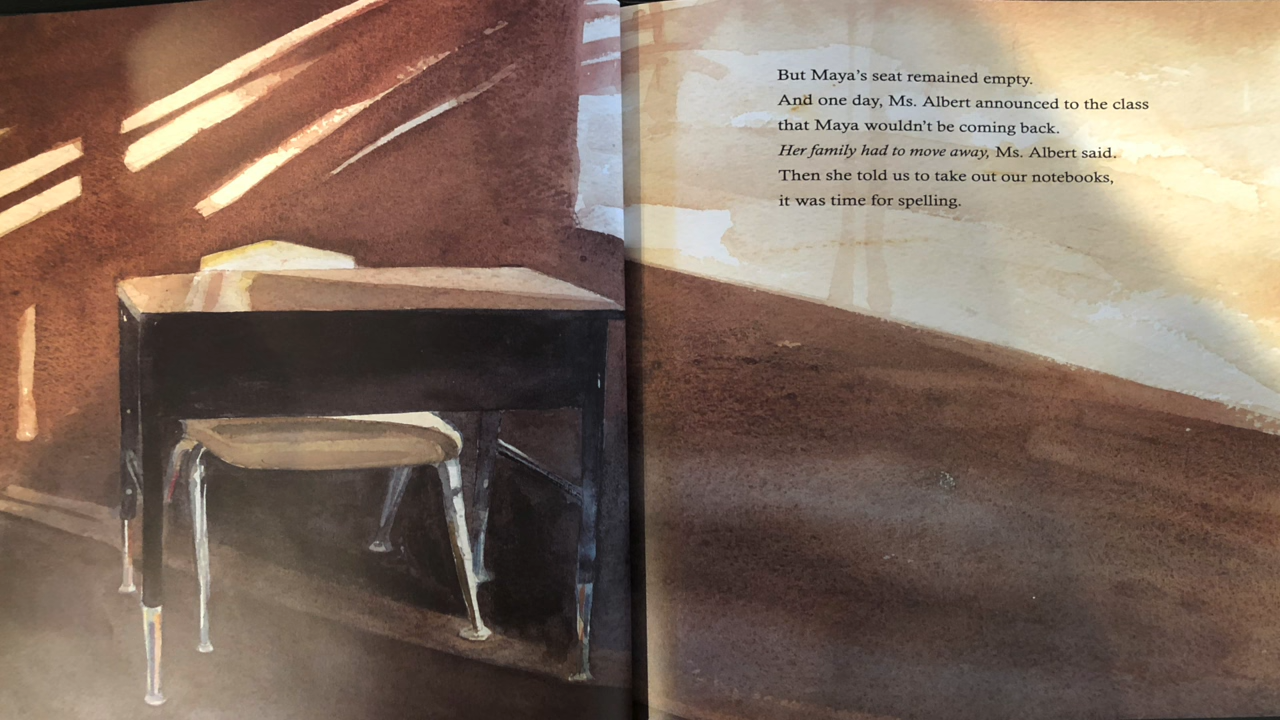 But Maya's seat remained empty.
And one day, Ms. Albert announced to the class
that Maya wouldn't be coming back.
Her family had to move away, Ms. Albert said.
Then she told us to take out our notebooks,
it was time for spelling.